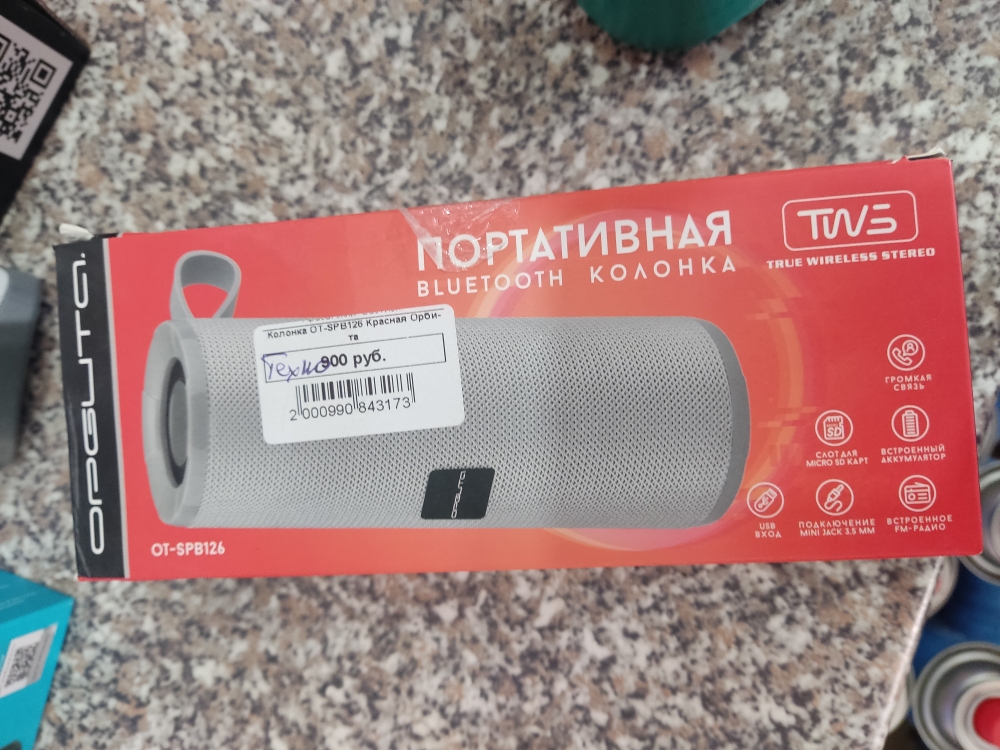 ПОРТАТИВНАЯ
BLUETOOTH КОЛОНКА
TWS
TRUE WIRELESS STEREO
Колонка OT-SPB126 Красная Орби-
та
Техно
900 руб.
2 000990 843173
ГРОМКАЯ
СВЯЗЬ
СЛОТ ДЛЯ
MICRO SD КАРТ
ВСТРОЕННЫЙ
АККУМУЛЯТОР
USB
ВХОД
ПОДКЛЮЧЕНИЕ
MINI JACK 3.5 MM
ВСТРОЕННОЕ
FM-РАДИО
OT-SPB126
ОРБИТА.
ОРБИТА.